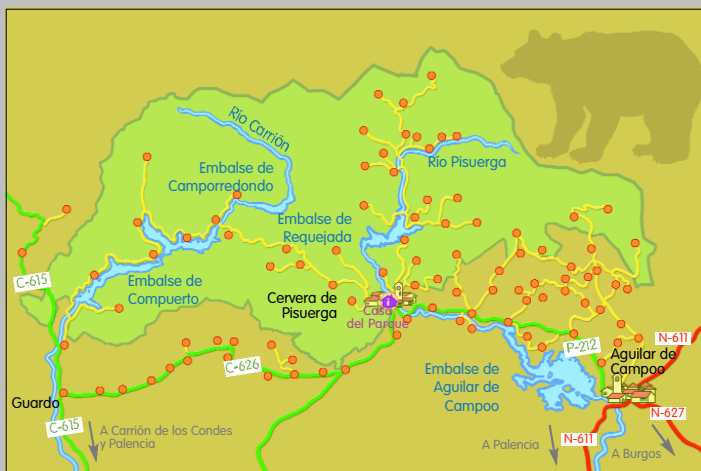 Río Carrión
Embalse de
Camporredondo
Río Pisuerga
Embalse de
Requejada
C-615
Embalse de
Compuerto
Cervera de
Pisuerga
i
Casa
del Parque
N-611
P-212
Aguilar de
Campoo
C-626
Embalse de
Aguilar de
Campoo
Guardo
N-627
C-615
A Carrión de los Condes
y Palencia
A Palencia
N-611
A Burgos